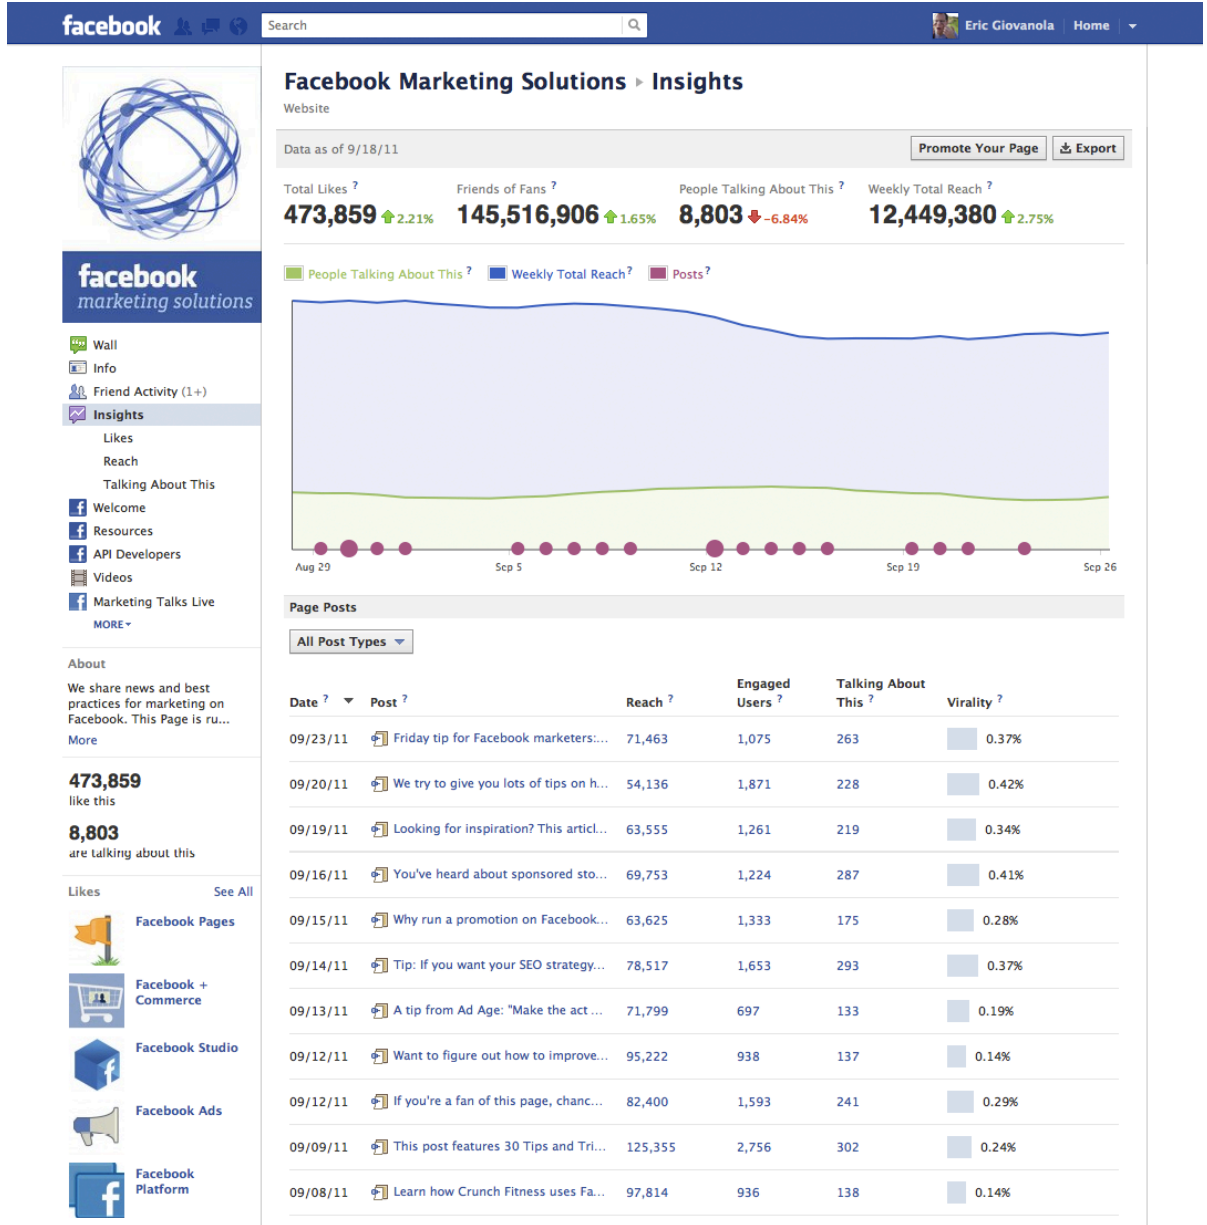 facebook
Search
Eric Giovanola
Home
facebook
marketing solutions
Wall
Info
Friend Activity (1+)
Insights
Likes
Reach
Talking About This
Welcome
Resources
API Developers
Videos
Marketing Talks Live
MORE
About
We share news and best
practices for marketing on
Facebook. This Page is ru...
More
473,859
like this
8,803
are talking about this
Likes See All
Facebook Pages
Facebook +
Commerce
Facebook Studio
Facebook Ads
Facebook
Platform
Facebook Marketing Solutions ▸ Insights
Website
Data as of 9/18/11
Promote Your Page
Export
Total Likes ? Friends of Fans ? People Talking About This ? Weekly Total Reach ?
473,859 2.21% 145,516,906 1.65% 8,803 -6.84% 12,449,380 2.75%
People Talking About This ? Weekly Total Reach ? Posts ?
Aug 29 Sep 5 Sep 12 Sep 19 Sep 26
Page Posts
All Post Types
Engaged Talking About
Date ? Post ? Reach ? Users ? This ? Virality ?
09/23/11 Friday tip for Facebook marketers:... 71,463 1,075 263 0.37%
09/20/11 We try to give you lots of tips on h... 54,136 1,871 228 0.42%
09/19/11 Looking for inspiration? This articl... 63,555 1,261 219 0.34%
09/16/11 You've heard about sponsored sto... 69,753 1,224 287 0.41%
09/15/11 Why run a promotion on Facebook... 63,625 1,333 175 0.28%
09/14/11 Tip: If you want your SEO strategy... 78,517 1,653 293 0.37%
09/13/11 A tip from Ad Age: "Make the act ... 71,799 697 133 0.19%
09/12/11 Want to figure out how to improve... 95,222 938 137 0.14%
09/12/11 If you're a fan of this page, chanc... 82,400 1,593 241 0.29%
09/09/11 This post features 30 Tips and Tri... 125,355 2,756 302 0.24%
09/08/11 Learn how Crunch Fitness uses Fa... 97,814 936 138 0.14%